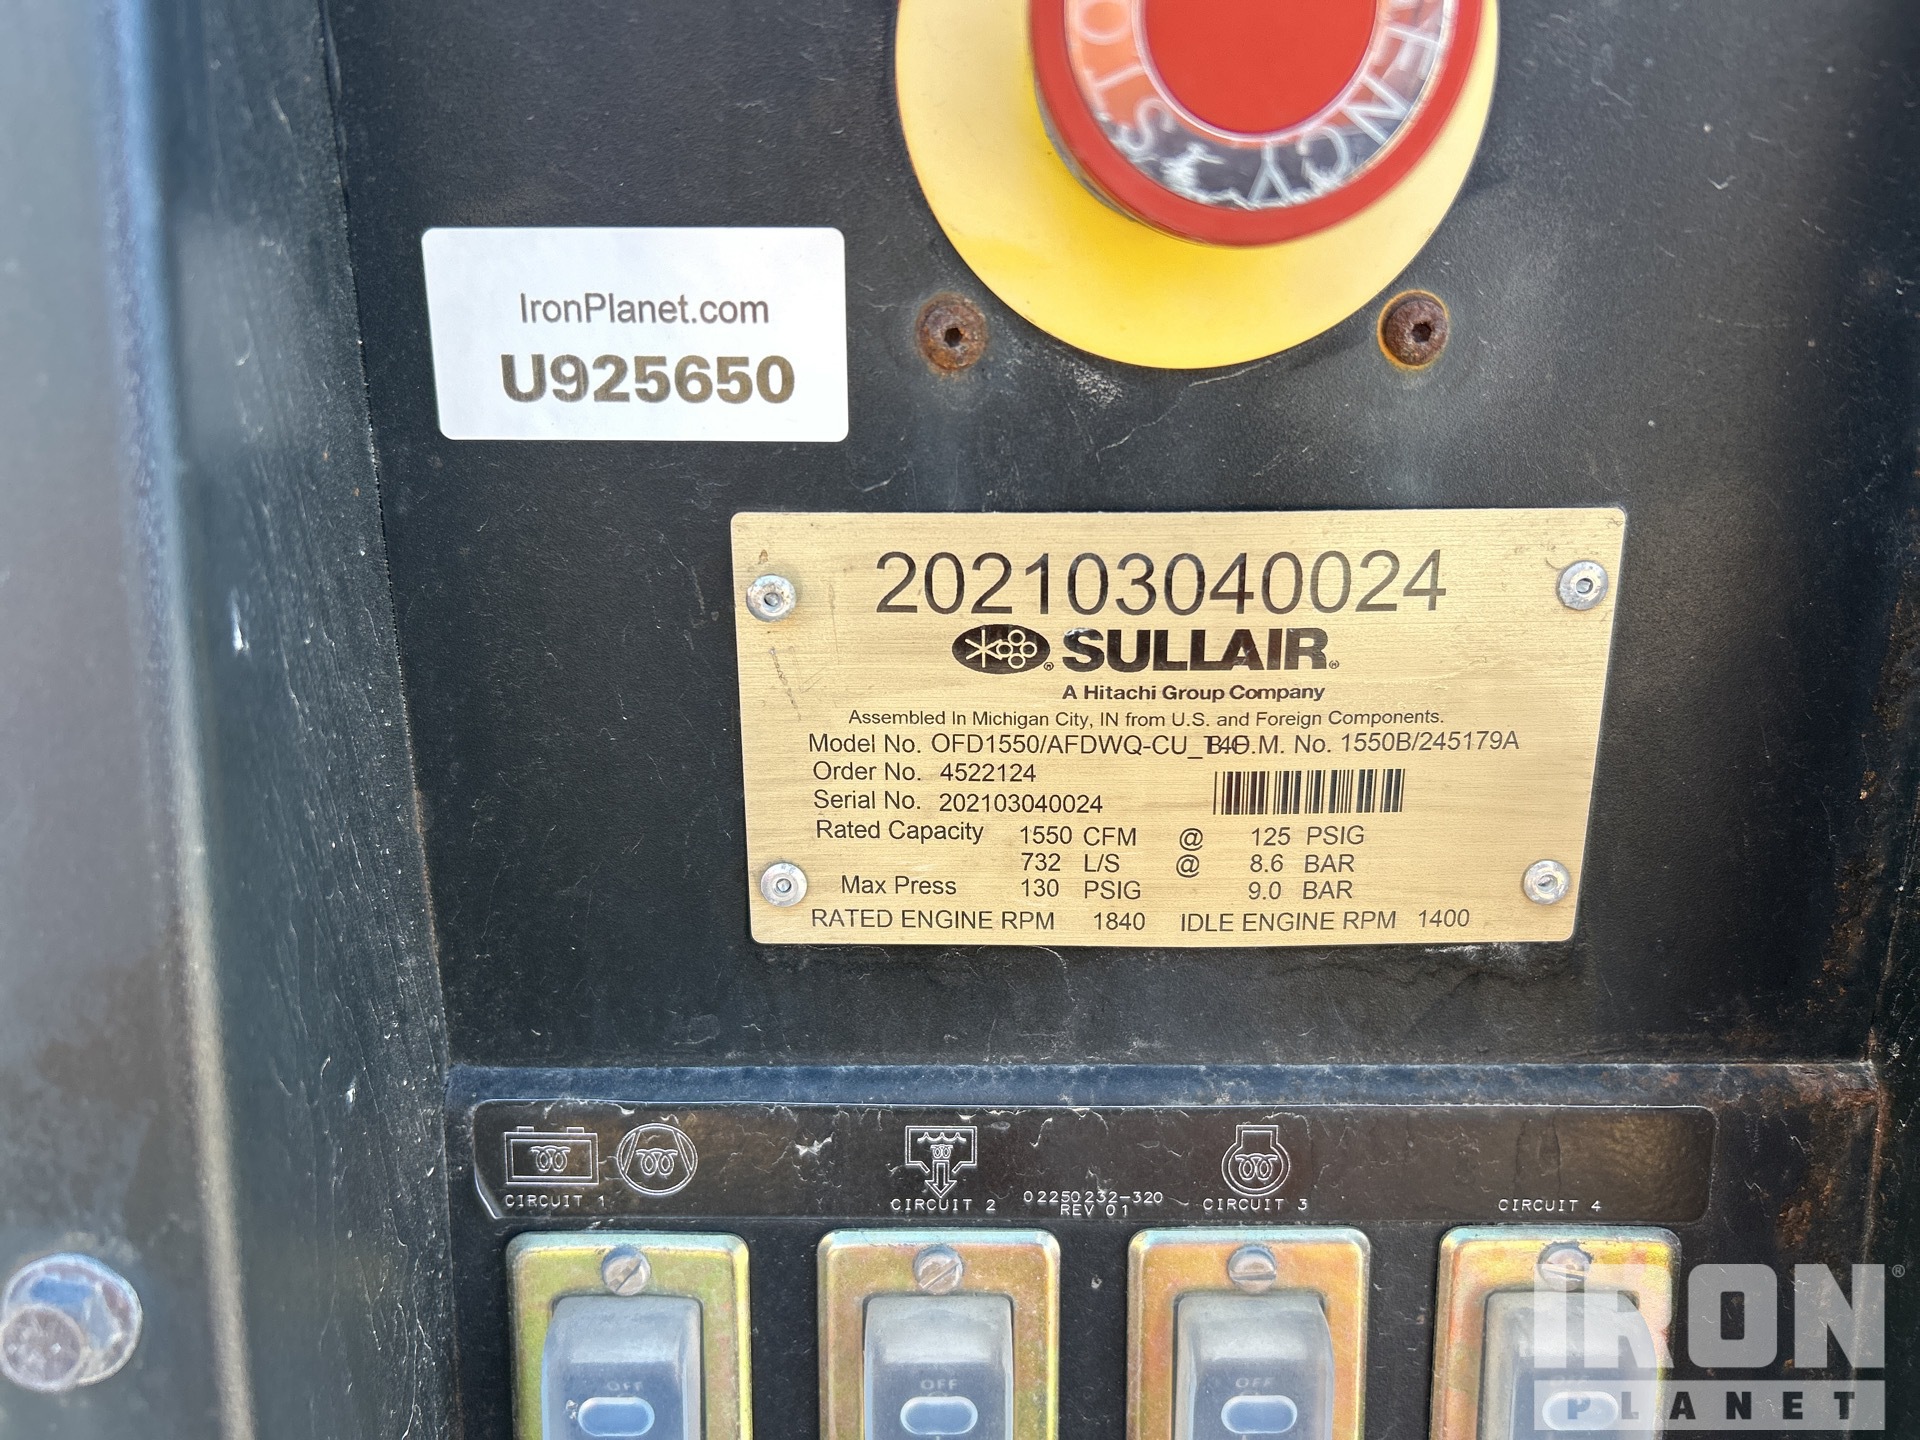 STOP
EMERGENCY
IronPlanet.com
U925650
202103040024
® SULLAIR®
A Hitachi Group Company
Assembled In Michigan City, IN from U.S. and Foreign Components.
Model No. OFD1550/AFDWQ-CU_ B.O.M. No. 1550B/245179A
Order No. 4522124
Serial No. 202103040024
Rated Capacity 1550 CFM @ 125 PSIG
732 L/S @ 8.6 BAR
Max Press 130 PSIG 9.0 BAR
RATED ENGINE RPM 1840 IDLE ENGINE RPM 1400
CIRCUIT 1
CIRCUIT 2
02250232-320
REV 01
CIRCUIT 3
CIRCUIT 4
OFF
OFF
OFF
IRON®
PLANET